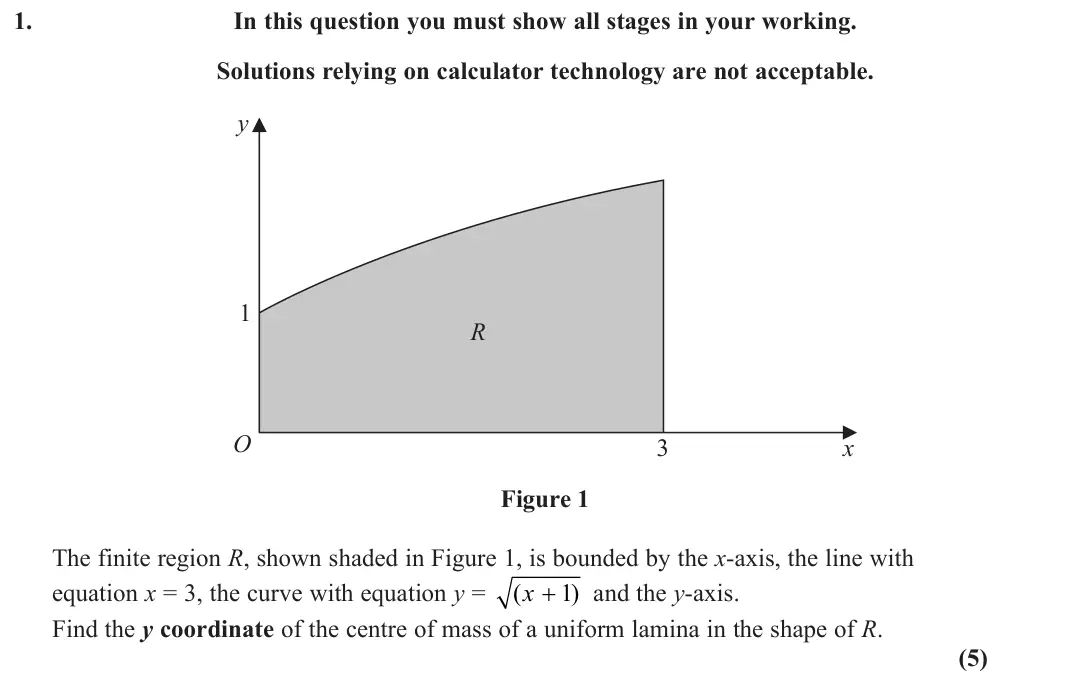 1. In this question you must show all stages in your working.
Solutions relying on calculator technology are not acceptable.
y
1
R
O
3
x
Figure 1
The finite region R, shown shaded in Figure 1, is bounded by the x-axis, the line with
equation x = 3, the curve with equation y = √(x + 1) and the y-axis.
Find the y coordinate of the centre of mass of a uniform lamina in the shape of R.
(5)